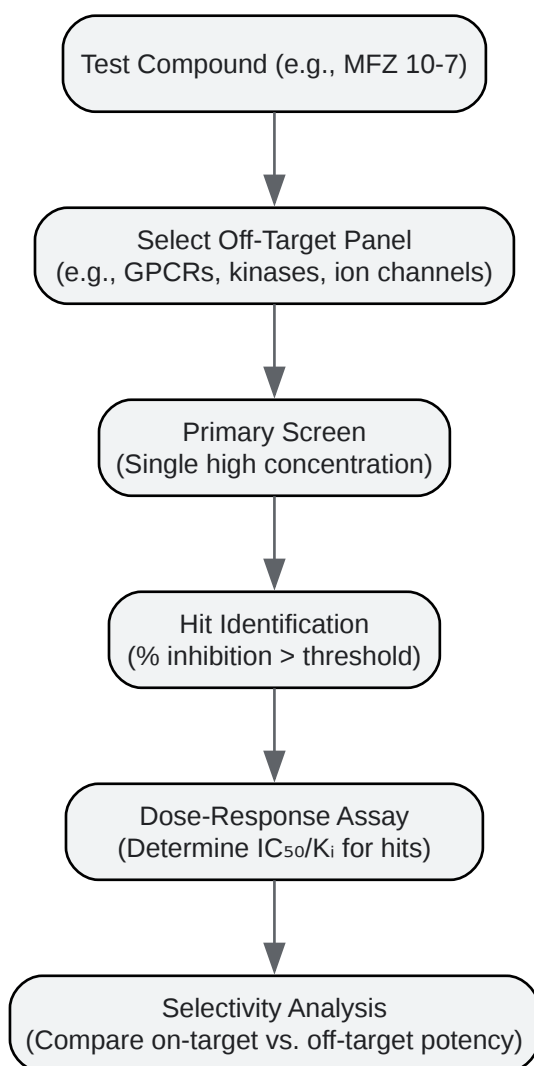 Test Compound (e.g., MFZ 10-7)
Select Off-Target Panel
(e.g., GPCRs, kinases, ion channels)
Primary Screen
(Single high concentration)
Hit Identification
(% inhibition > threshold)
Dose-Response Assay
(Determine IC₅₀/Kᵢ for hits)
Selectivity Analysis
(Compare on-target vs. off-target potency)